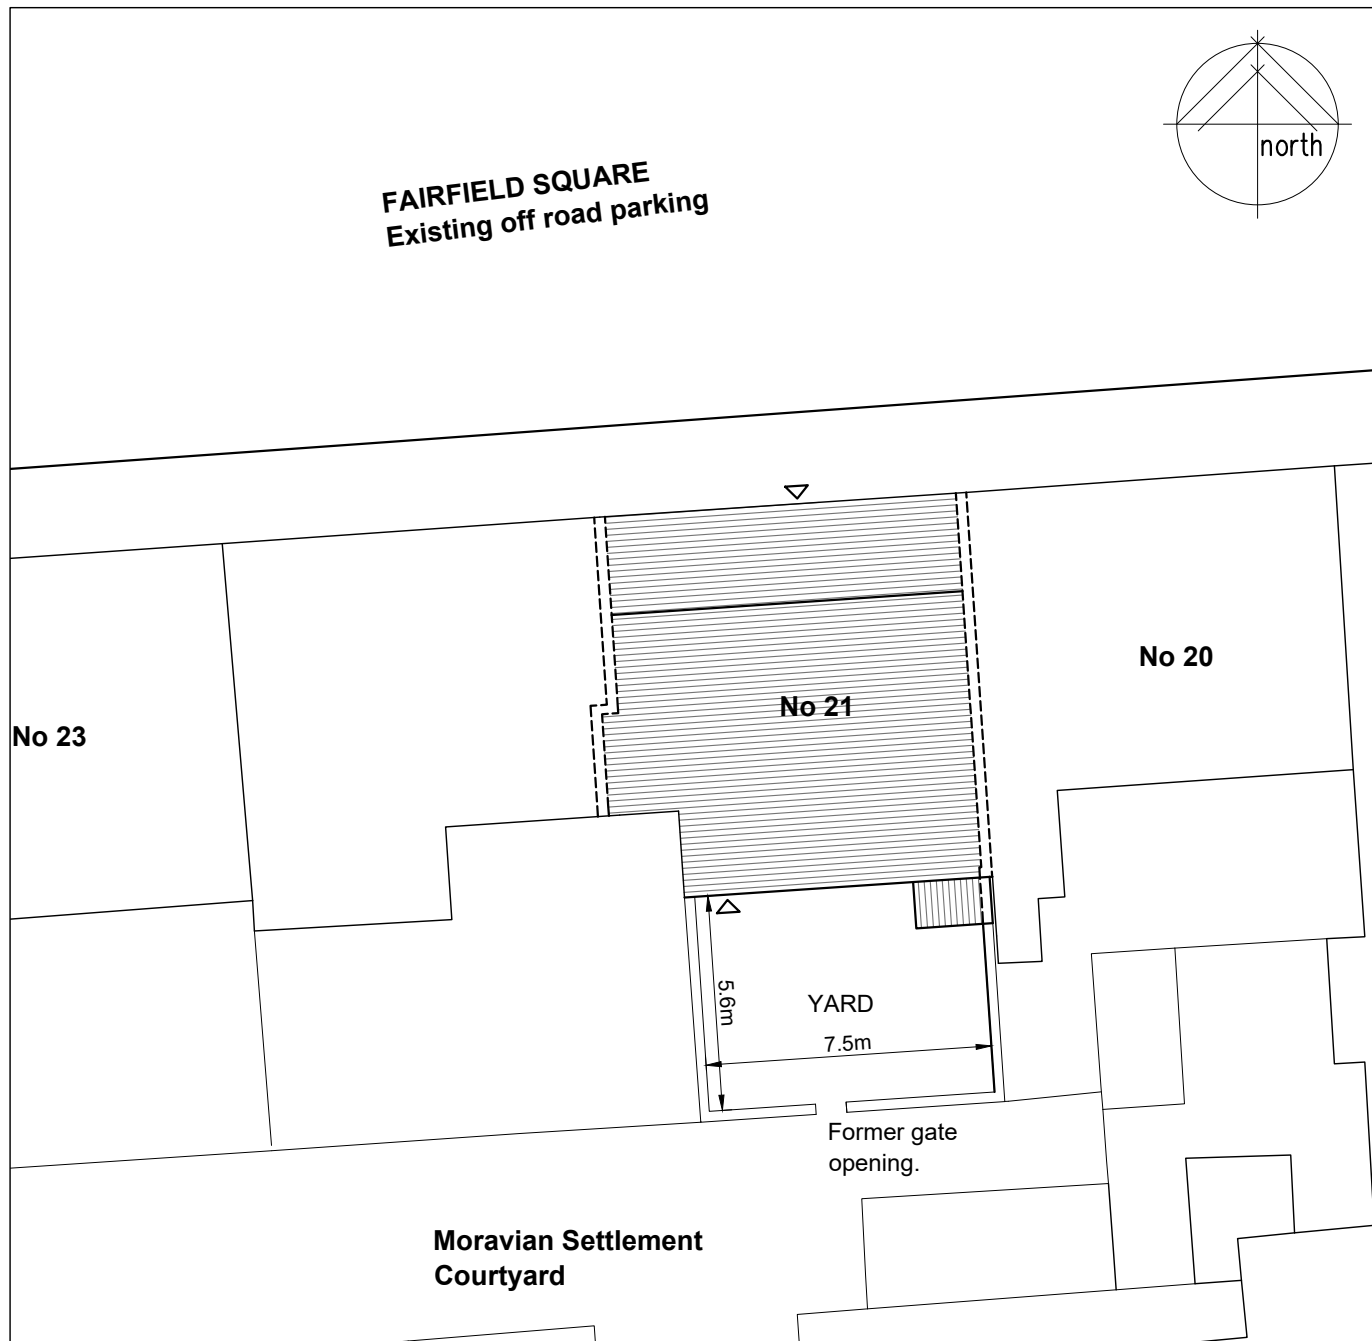 north
FAIRFIELD SQUARE
Existing off road parking
No 20
No 21
No 23
5.6m
YARD
7.5m
Former gate
opening.
Moravian Settlement
Courtyard